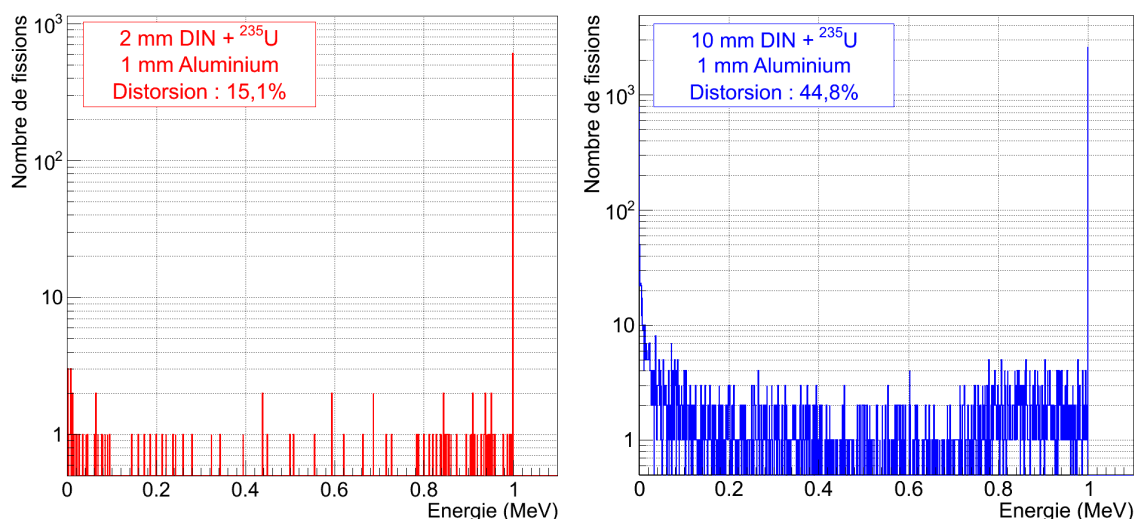 Nombre de fissions
10³
10²
10
1
2 mm DIN + ²³⁵U
1 mm Aluminium
Distorsion : 15,1%
0 0.2 0.4 0.6 0.8 1
Energie (MeV)
Nombre de fissions
10³
10²
10
1
10 mm DIN + ²³⁵U
1 mm Aluminium
Distorsion : 44,8%
0 0.2 0.4 0.6 0.8 1
Energie (MeV)